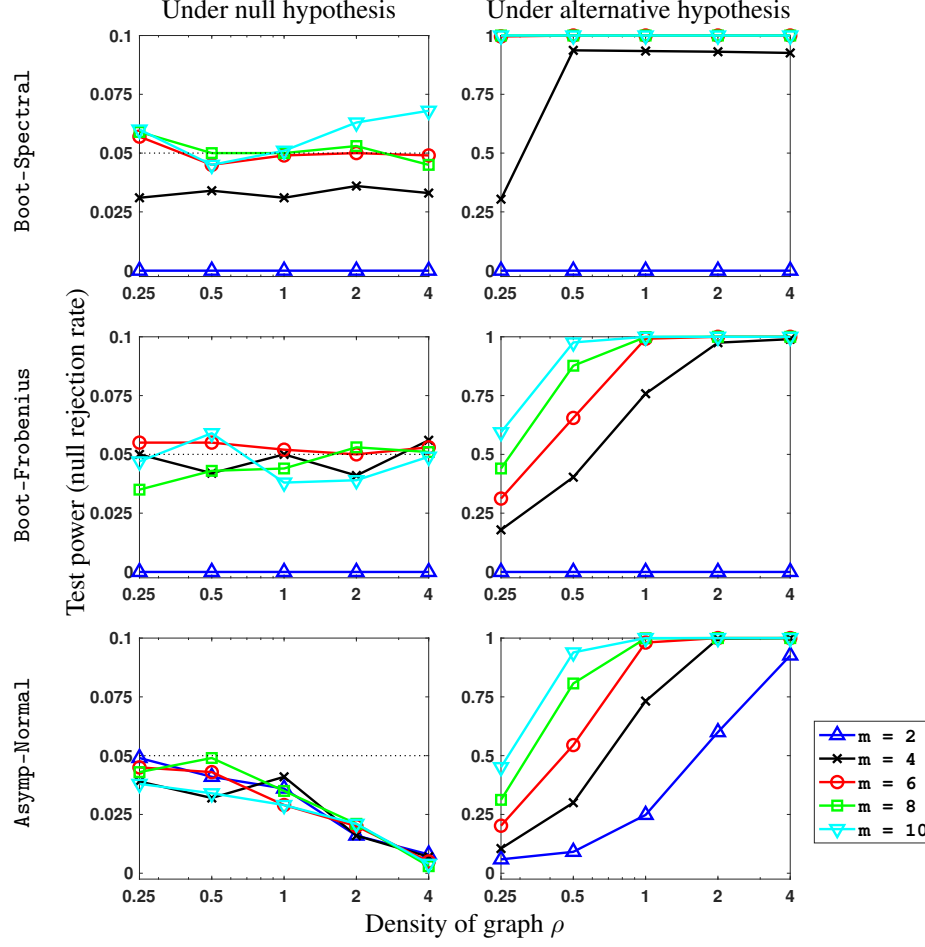 Under null hypothesis
Under alternative hypothesis
Boot-Spectral
0.1
0.075
0.05
0.025
0
0.25 0.5 1 2 4
1
0.75
0.5
0.25
0
0.25 0.5 1 2 4
Test power (null rejection rate)
Boot-Frobenius
0.1
0.075
0.05
0.025
0
0.25 0.5 1 2 4
1
0.75
0.5
0.25
0
0.25 0.5 1 2 4
Asymp-Normal
0.1
0.075
0.05
0.025
0
0.25 0.5 1 2 4
1
0.75
0.5
0.25
0
0.25 0.5 1 2 4
m = 2
m = 4
m = 6
m = 8
m = 10
Density of graph ρ